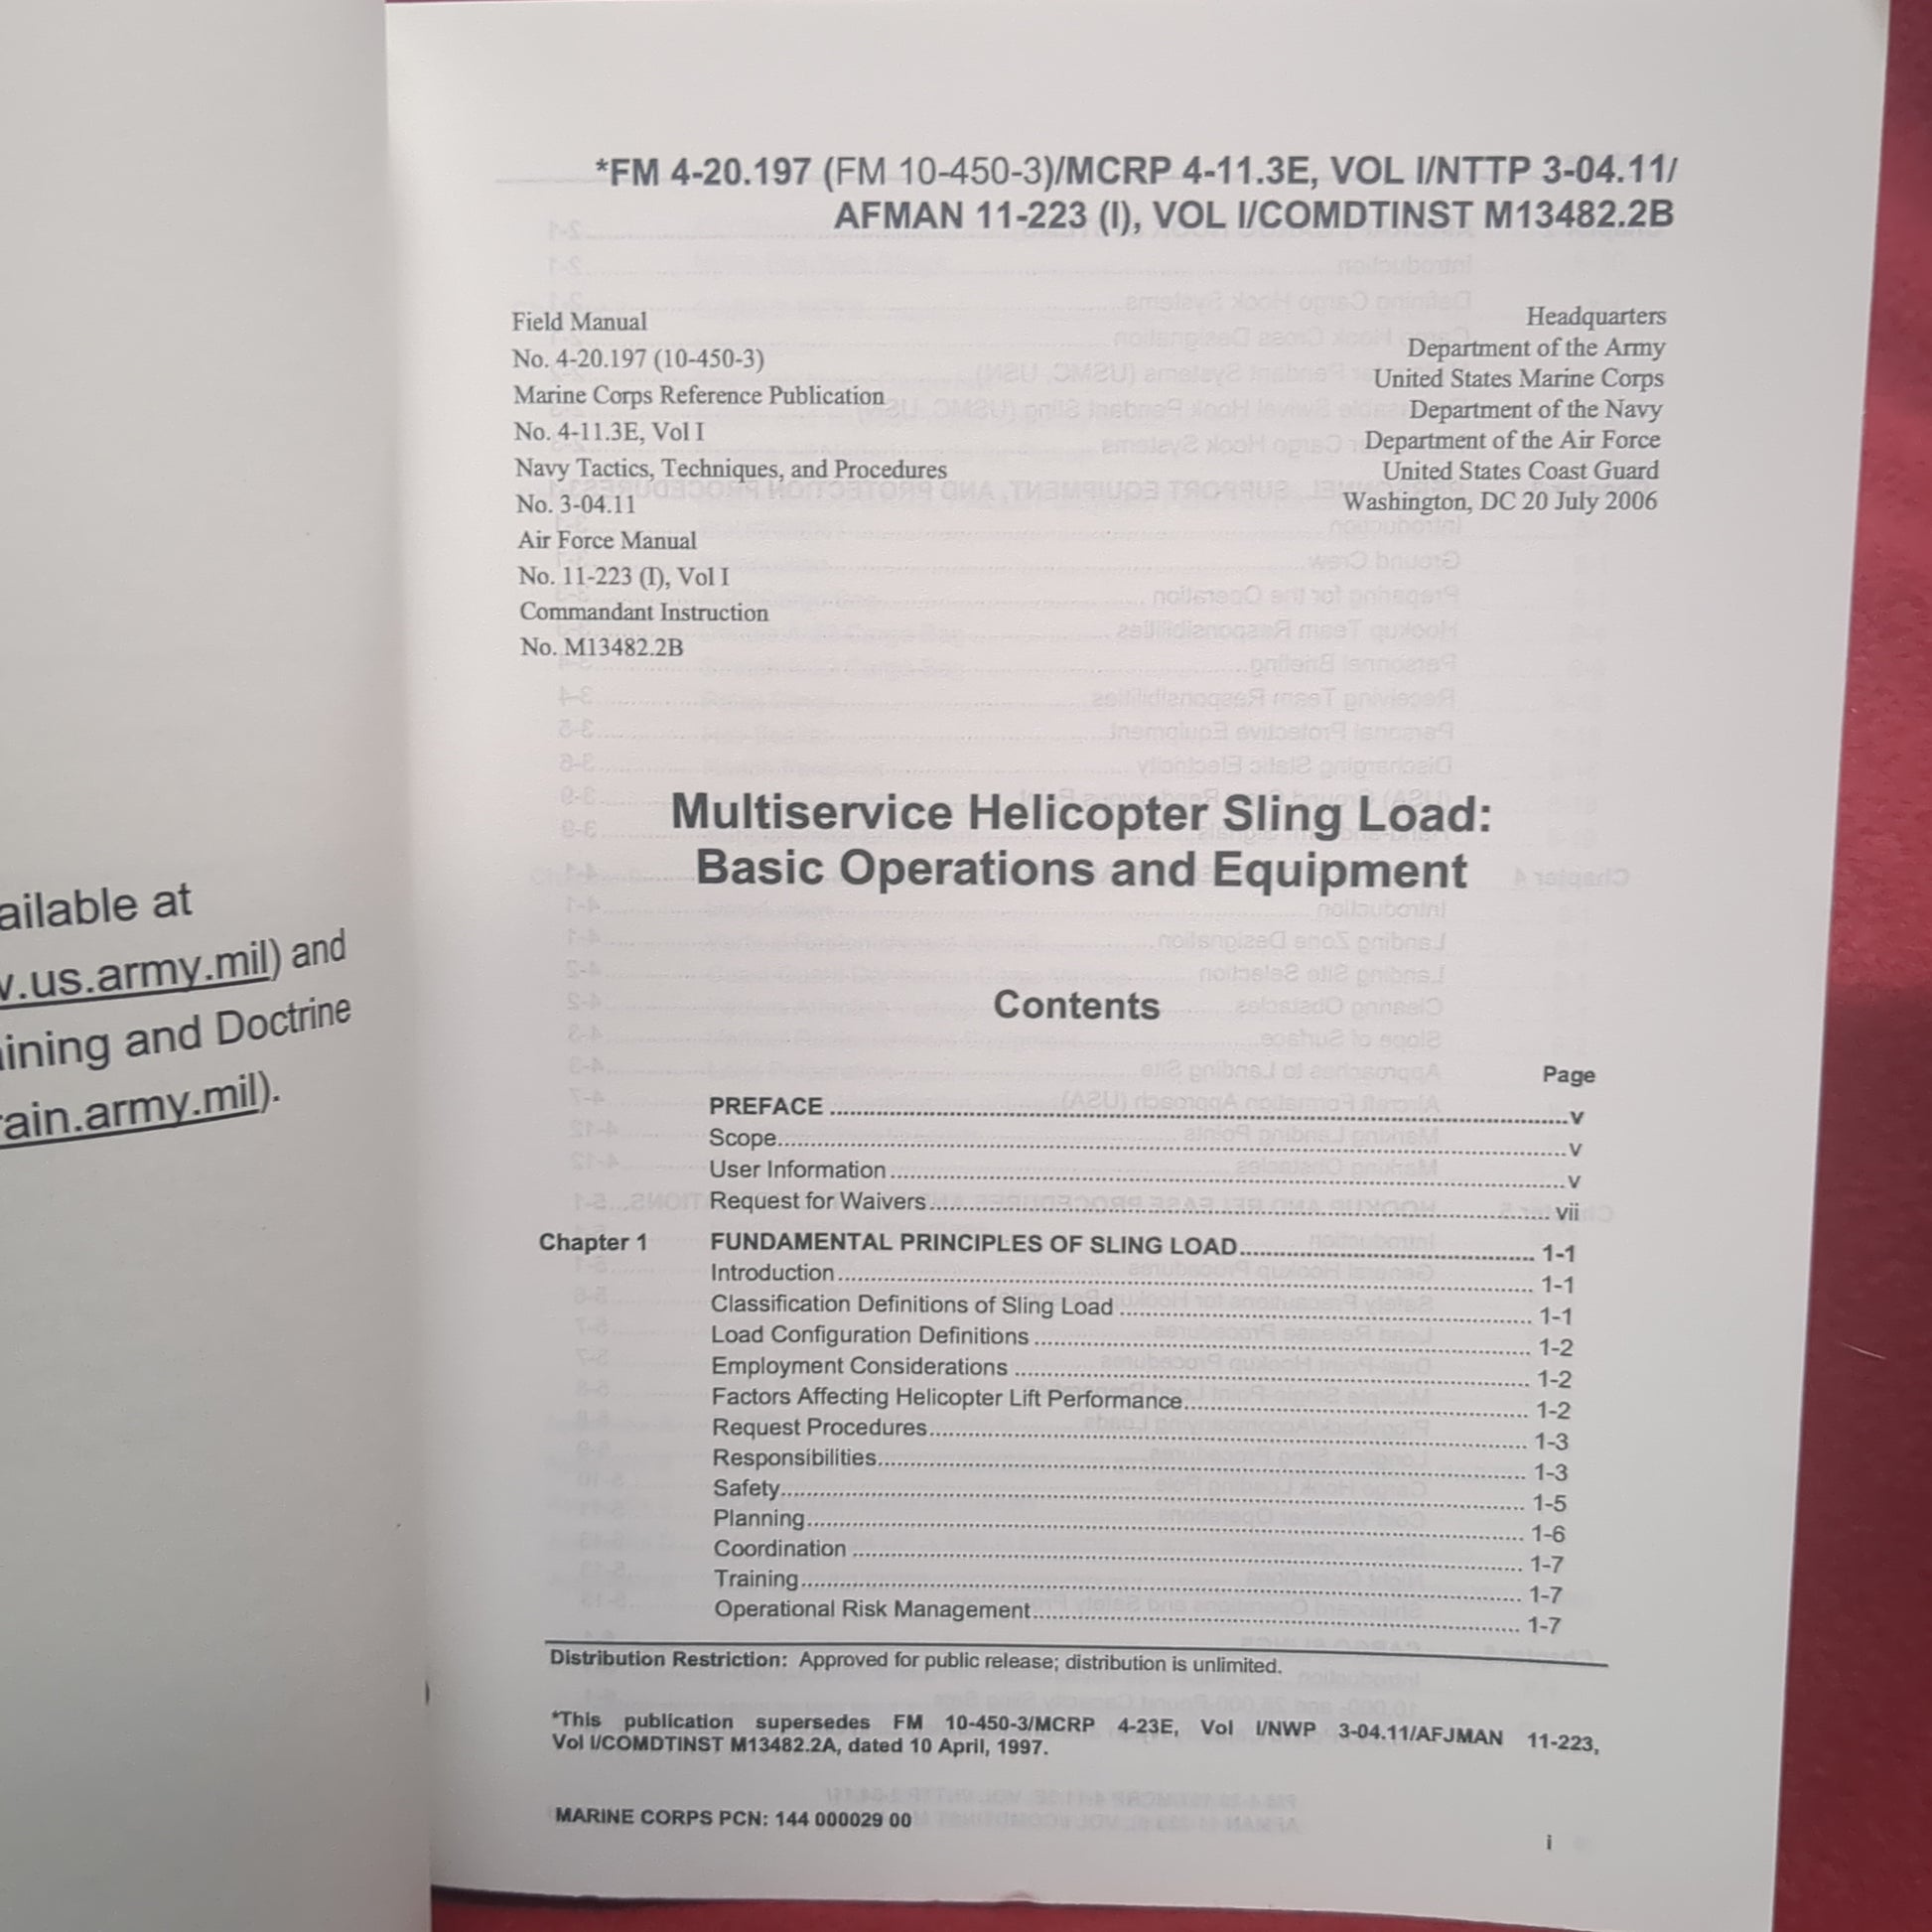 ailable at
.us.army.mil) and
ining and Doctrine
ain.army.mil).
*FM 4-20.197 (FM 10-450-3)/MCRP 4-11.3E, VOL I/NTTP 3-04.11/
AFMAN 11-223 (I), VOL I/COMDTINST M13482.2B
Field Manual
No. 4-20.197 (10-450-3)
Marine Corps Reference Publication
No. 4-11.3E, Vol I
Navy Tactics, Techniques, and Procedures
No. 3-04.11
Air Force Manual
No. 11-223 (I), Vol I
Commandant Instruction
No. M13482.2B
Headquarters
Department of the Army
United States Marine Corps
Department of the Navy
Department of the Air Force
United States Coast Guard
Washington, DC 20 July 2006
Multiservice Helicopter Sling Load:
Basic Operations and Equipment
Contents
Page
PREFACE ........ v
Scope........ v
User Information ........ v
Request for Waivers........ vii
Chapter 1 FUNDAMENTAL PRINCIPLES OF SLING LOAD........ 1-1
Introduction ........ 1-1
Classification Definitions of Sling Load ........ 1-1
Load Configuration Definitions ........ 1-2
Employment Considerations ........ 1-2
Factors Affecting Helicopter Lift Performance........ 1-2
Request Procedures........ 1-3
Responsibilities........ 1-3
Safety........ 1-5
Planning........ 1-6
Coordination ........ 1-7
Training........ 1-7
Operational Risk Management........ 1-7
Distribution Restriction: Approved for public release; distribution is unlimited.
*This publication supersedes FM 10-450-3/MCRP 4-23E, Vol I/NWP 3-04.11/AFJMAN 11-223,
Vol I/COMDTINST M13482.2A, dated 10 April, 1997.
MARINE CORPS PCN: 144 000029 00
i